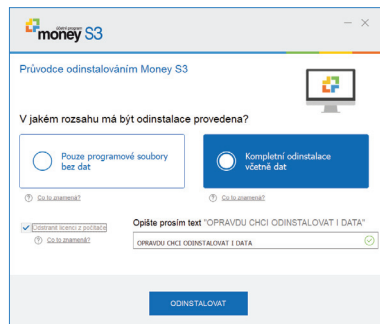 účetní program
money S3
Průvodce odinstalováním Money S3
V jakém rozsahu má být odinstalace provedena?
Pouze programové soubory
bez dat
Kompletní odinstalace
včetně dat
Co to znamená?
Co to znamená?
Odstranit licenci z počítače
Co to znamená?
Opište prosím text "OPRAVDU CHCI ODINSTALOVAT I DATA"
OPRAVDU CHCI ODINSTALOVAT I DATA
ODINSTALOVAT